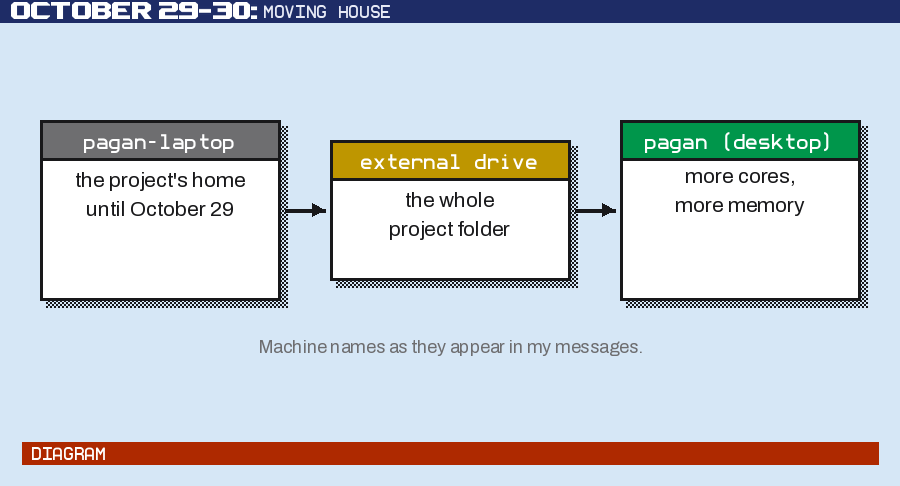 OCTOBER 29-30: MOVING HOUSE
pagan-laptop
the project's home
until October 29
external drive
the whole
project folder
pagan (desktop)
more cores,
more memory
Machine names as they appear in my messages.
DIAGRAM